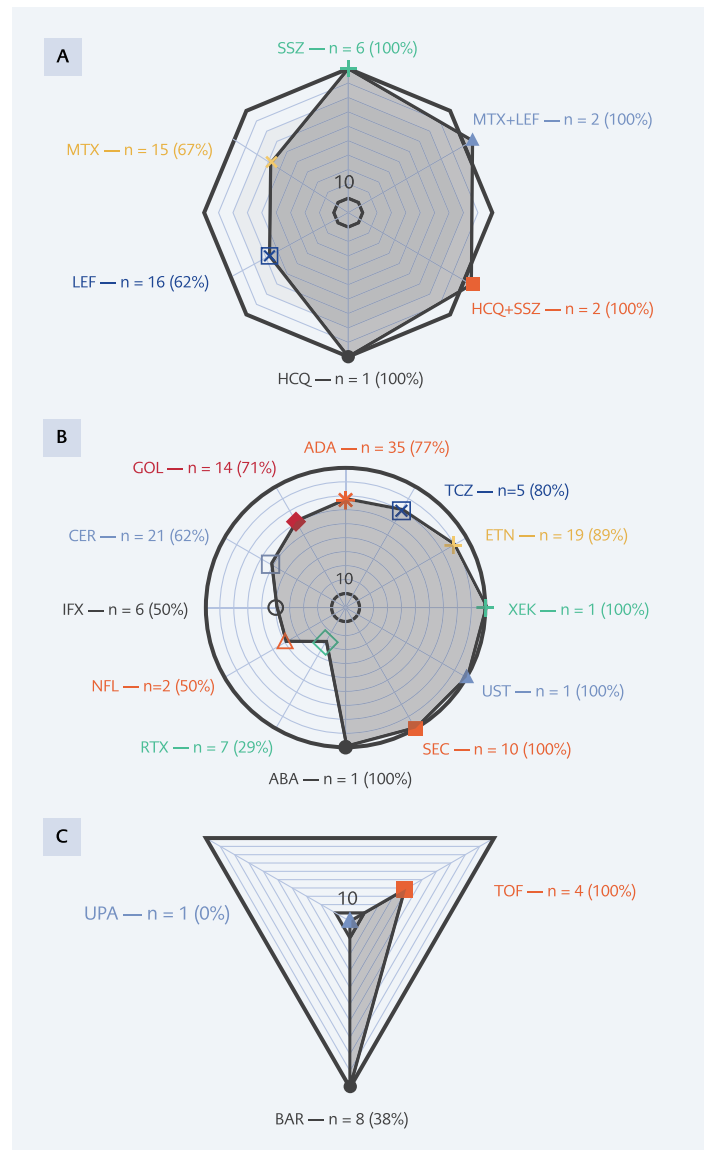 A
SSZ — n = 6 (100%)
MTX+LEF — n = 2 (100%)
MTX — n = 15 (67%)
10
LEF — n = 16 (62%)
HCQ+SSZ — n = 2 (100%)
HCQ — n = 1 (100%)
B
ADA — n = 35 (77%)
GOL — n = 14 (71%)
TCZ — n=5 (80%)
CER — n = 21 (62%)
ETN — n = 19 (89%)
10
IFX — n = 6 (50%)
XEK — n = 1 (100%)
NFL — n=2 (50%)
UST — n = 1 (100%)
RTX — n = 7 (29%)
SEC — n = 10 (100%)
ABA — n = 1 (100%)
C
10
TOF — n = 4 (100%)
UPA — n = 1 (0%)
BAR — n = 8 (38%)